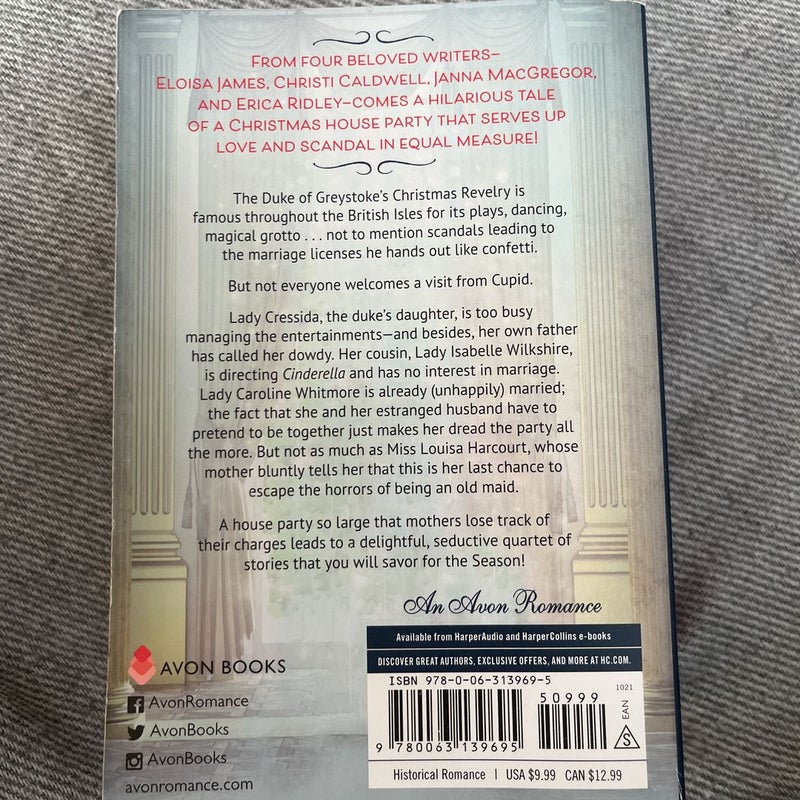 FROM FOUR BELOVED WRITERS–
ELOISA JAMES, CHRISTI CALDWELL, JANNA MACGREGOR,
AND ERICA RIDLEY–COMES A HILARIOUS TALE
OF A CHRISTMAS HOUSE PARTY THAT SERVES UP
LOVE AND SCANDAL IN EQUAL MEASURE!
The Duke of Greystoke's Christmas Revelry is
famous throughout the British Isles for its plays, dancing,
magical grotto . . . not to mention scandals leading to
the marriage licenses he hands out like confetti.
But not everyone welcomes a visit from Cupid.
Lady Cressida, the duke's daughter, is too busy
managing the entertainments—and besides, her own father
has called her dowdy. Her cousin, Lady Isabelle Wilkshire,
is directing Cinderella and has no interest in marriage.
Lady Caroline Whitmore is already (unhappily) married;
the fact that she and her estranged husband have to
pretend to be together just makes her dread the party all
the more. But not as much as Miss Louisa Harcourt, whose
mother bluntly tells her that this is her last chance to
escape the horrors of being an old maid.
A house party so large that mothers lose track of
their charges leads to a delightful, seductive quartet of
stories that you will savor for the Season!
An Avon Romance
Available from HarperAudio and HarperCollins e-books
DISCOVER GREAT AUTHORS, EXCLUSIVE OFFERS, AND MORE AT HC.COM.
AVON BOOKS
AvonRomance
AvonBooks
AvonBooks
avonromance.com
ISBN 978-0-06-313969-5
50999
1021
EAN
S
9 780063 139695
Historical Romance | USA $9.99 CAN $12.99